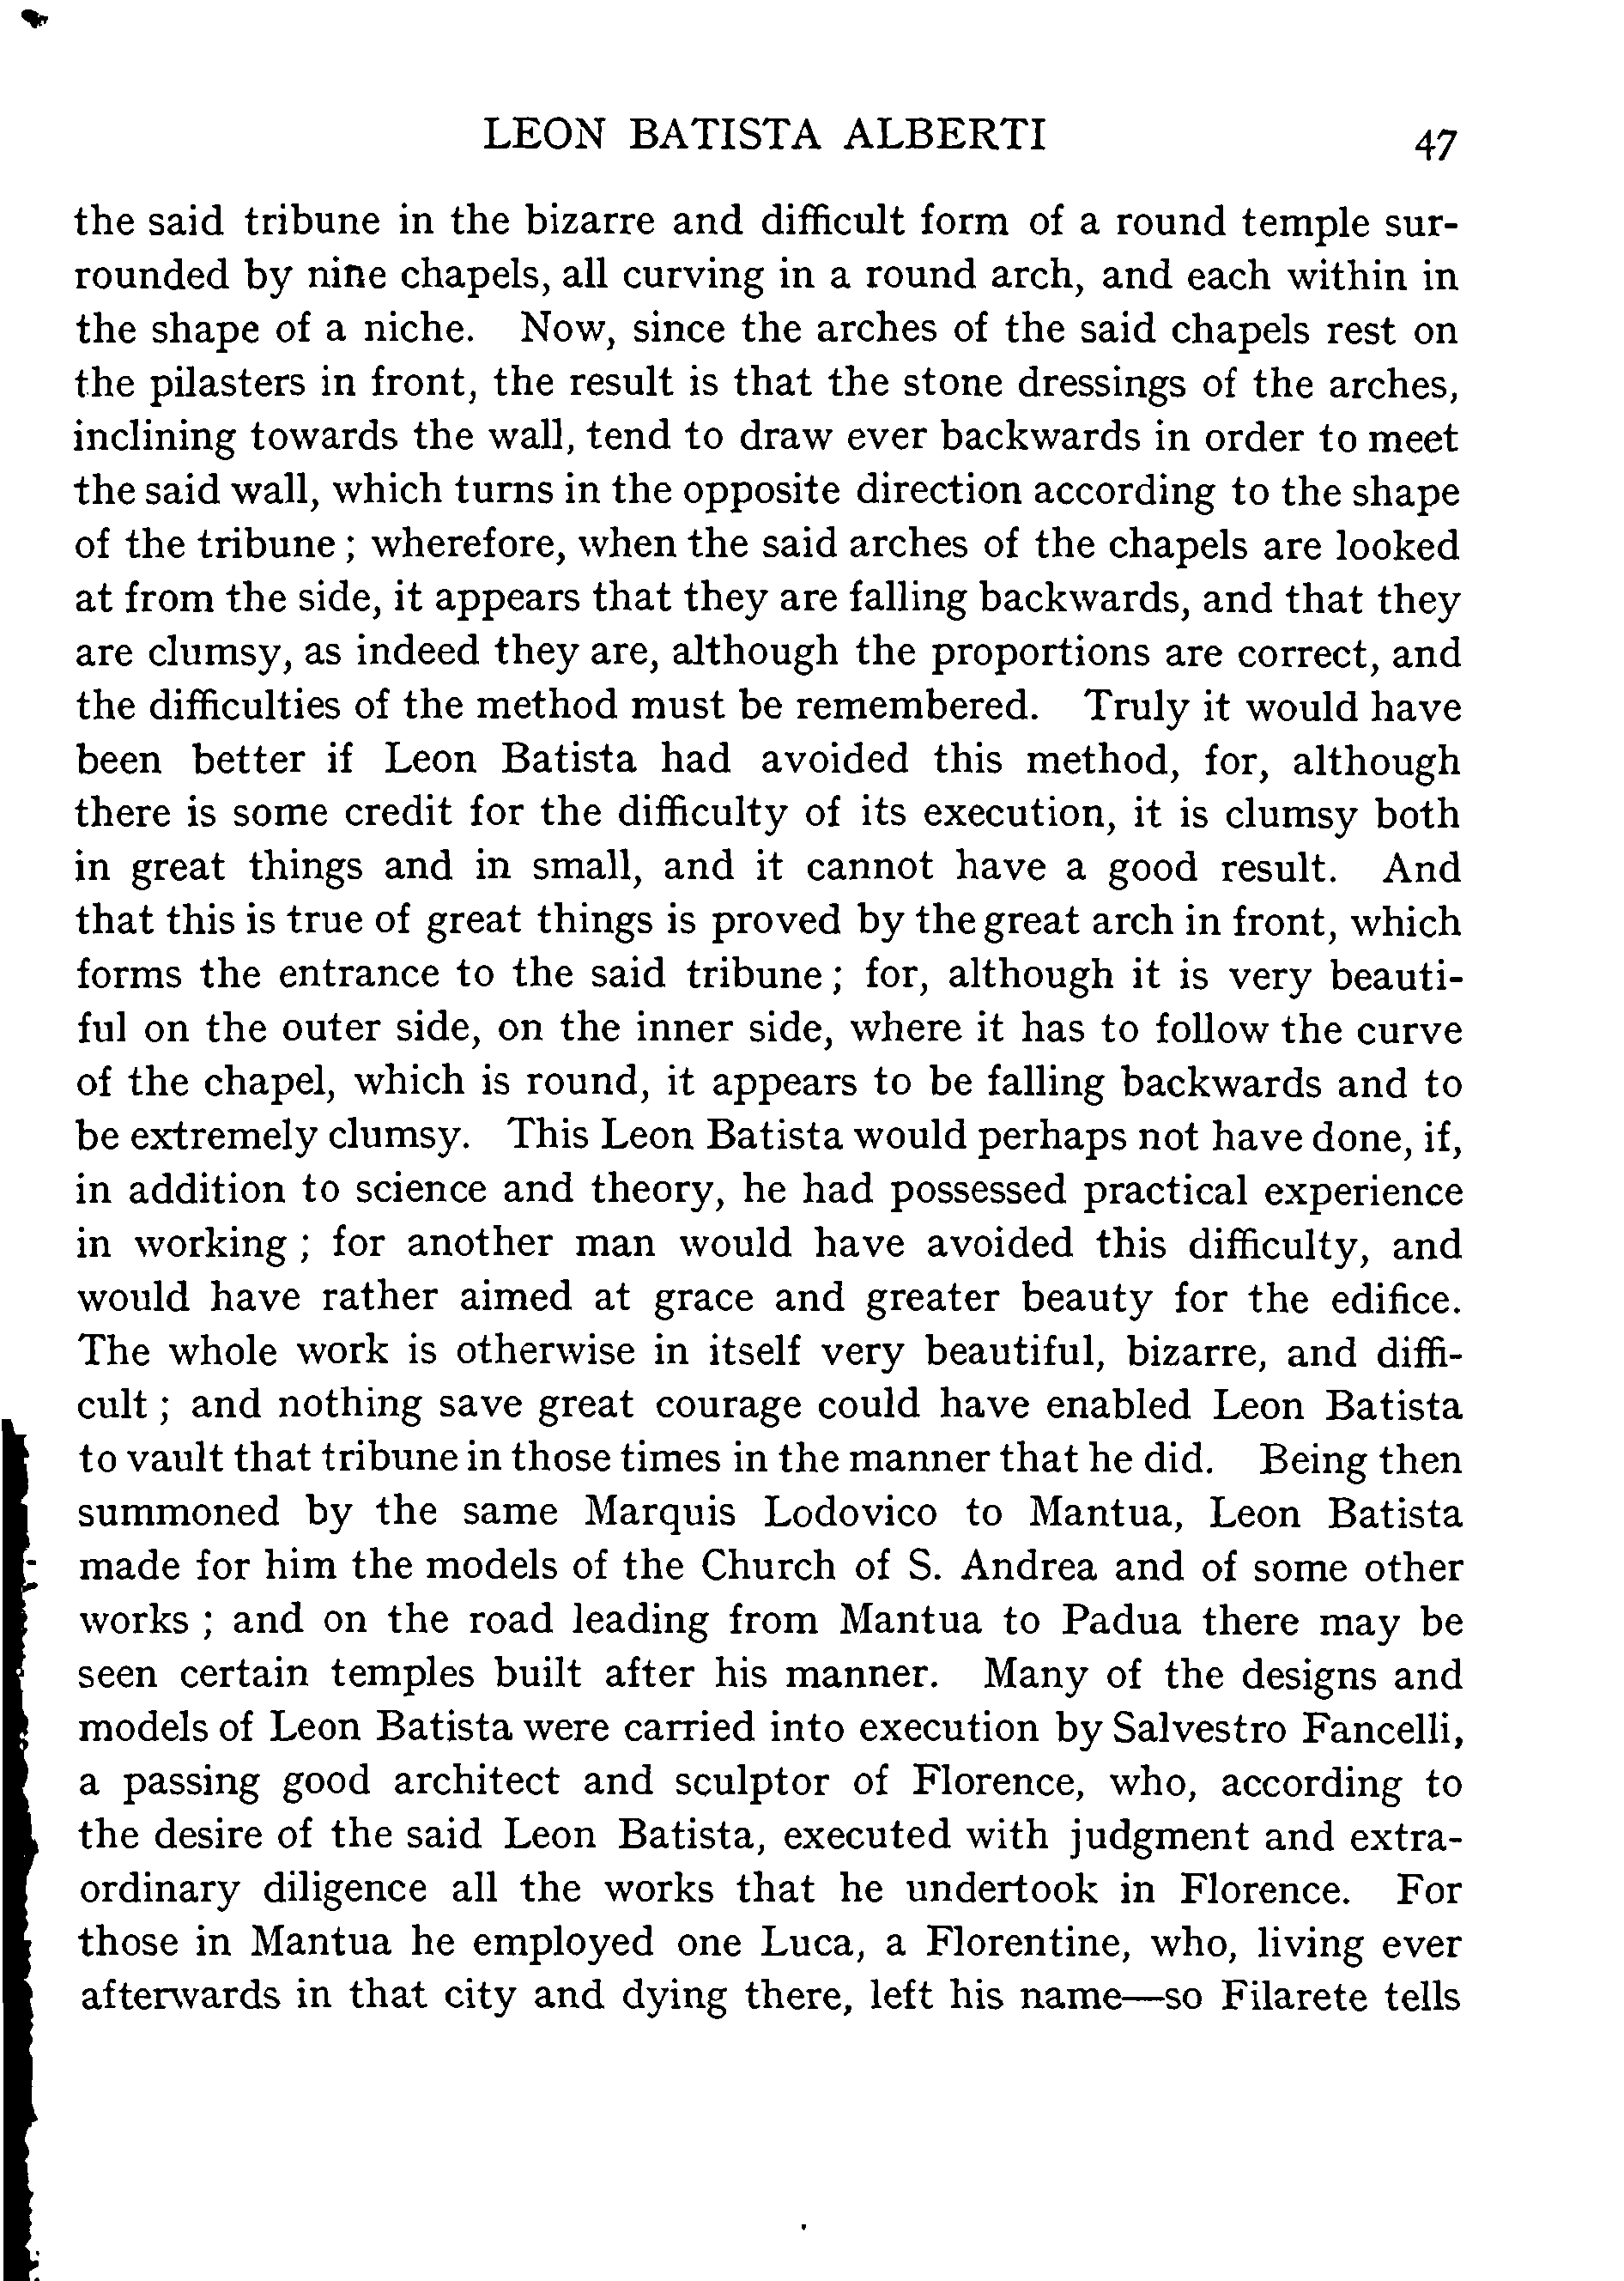 LEON BATISTA ALBERTI 47
the said tribune in the bizarre and difficult form of a round temple sur-
rounded by nine chapels, all curving in a round arch, and each within in
the shape of a niche. Now, since the arches of the said chapels rest on
the pilasters in front, the result is that the stone dressings of the arches,
inclining towards the wall, tend to draw ever backwards in order to meet
the said wall, which turns in the opposite direction according to the shape
of the tribune ; wherefore, when the said arches of the chapels are looked
at from the side, it appears that they are falling backwards, and that they
are clumsy, as indeed they are, although the proportions are correct, and
the difficulties of the method must be remembered. Truly it would have
been better if Leon Batista had avoided this method, for, although
there is some credit for the difficulty of its execution, it is clumsy both
in great things and in small, and it cannot have a good result. And
that this is true of great things is proved by the great arch in front, which
forms the entrance to the said tribune ; for, although it is very beauti-
ful on the outer side, on the inner side, where it has to follow the curve
of the chapel, which is round, it appears to be falling backwards and to
be extremely clumsy. This Leon Batista would perhaps not have done, if,
in addition to science and theory, he had possessed practical experience
in working ; for another man would have avoided this difficulty, and
would have rather aimed at grace and greater beauty for the edifice.
The whole work is otherwise in itself very beautiful, bizarre, and diffi-
cult ; and nothing save great courage could have enabled Leon Batista
to vault that tribune in those times in the manner that he did. Being then
summoned by the same Marquis Lodovico to Mantua, Leon Batista
made for him the models of the Church of S. Andrea and of some other
works ; and on the road leading from Mantua to Padua there may be
seen certain temples built after his manner. Many of the designs and
models of Leon Batista were carried into execution by Salvestro Fancelli,
a passing good architect and sculptor of Florence, who, according to
the desire of the said Leon Batista, executed with judgment and extra-
ordinary diligence all the works that he undertook in Florence. For
those in Mantua he employed one Luca, a Florentine, who, living ever
afterwards in that city and dying there, left his name—so Filarete tells